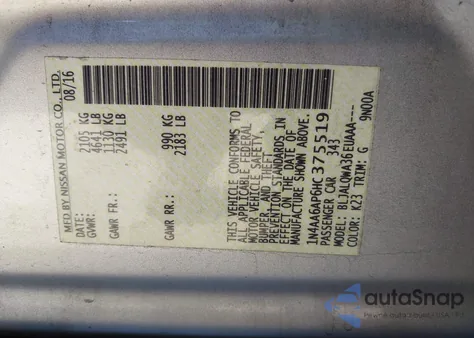 MFD BY NISSAN MOTOR CO., LTD.
08/16
GVWR: 2105 KG
4641 LB
GAWR FR: 1130 KG
2491 LB
GAWR RR: 990 KG
2183 LB
THIS VEHICLE CONFORMS TO
ALL APPLICABLE FEDERAL
MOTOR VEHICLE SAFETY,
BUMPER, AND THEFT
PREVENTION STANDARDS IN
EFFECT ON THE DATE OF
MANUFACTURE SHOWN ABOVE.
1N4AA6AP6HC375519
PASSENGER CAR 343
MODEL: BLJALQWA36EUAAA----
COLOR: K23 TRIM: G 9N00A
autoSnap